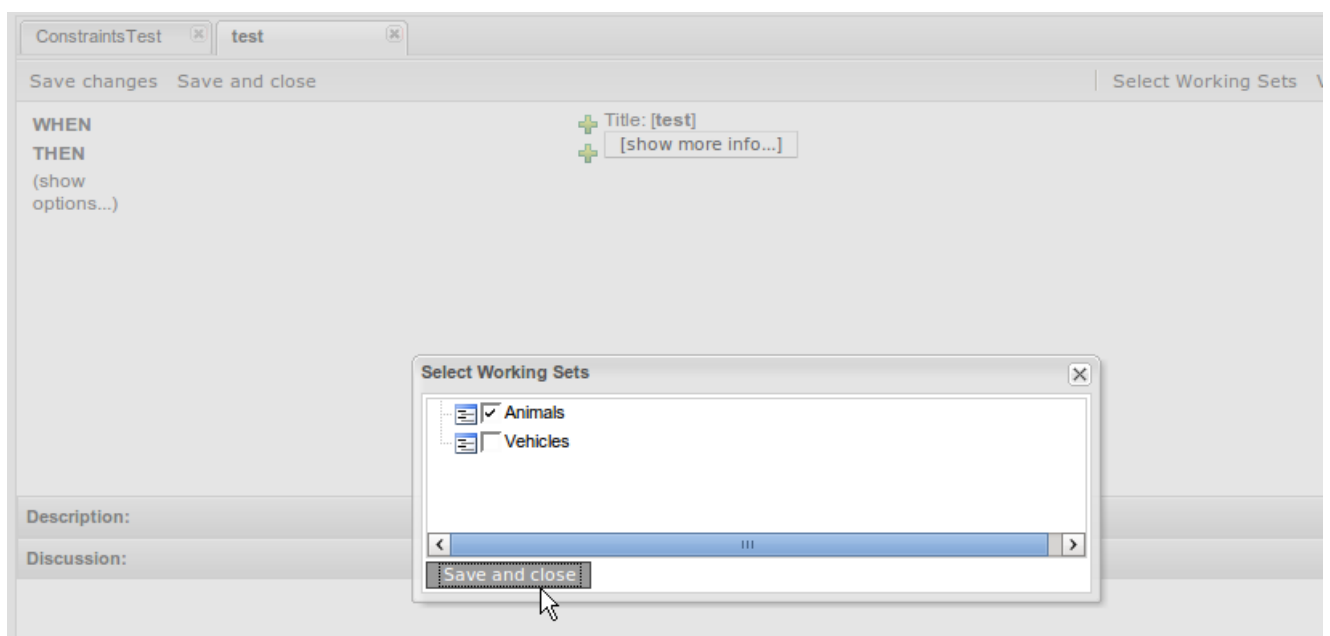 ConstraintsTest test
Save changes Save and close Select Working Sets
WHEN
THEN
(show
options...)
Title: [test]
[show more info...]
Select Working Sets
Animals
Vehicles
Save and close
Description:
Discussion: